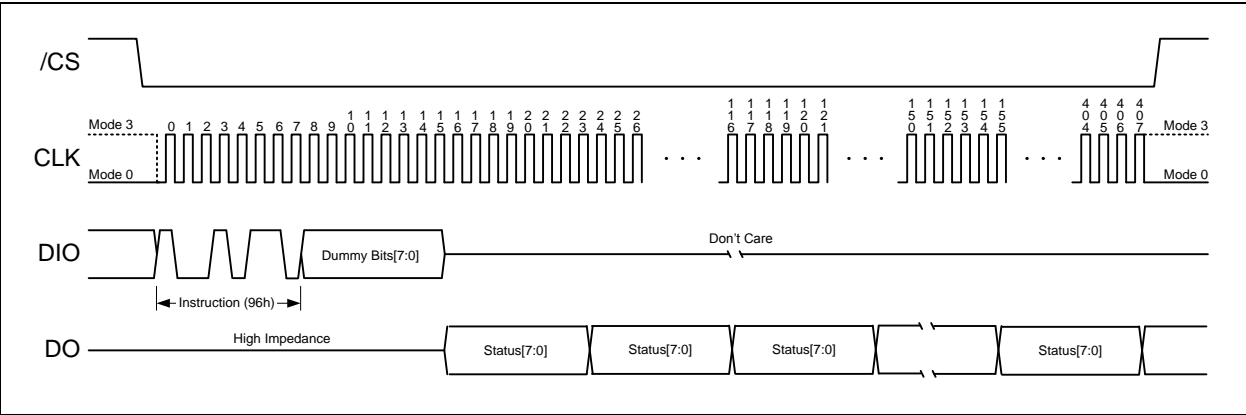 /CS
Mode 3 0 1 2 3 4 5 6 7 8 9 10 11 12 13 14 15 16 17 18 19 20 21 22 23 24 25 26 116 117 118 119 120 121 150 151 152 153 154 155 404 405 406 407 Mode 3
CLK . . . . . . . . .
Mode 0 Mode 0
DIO Dummy Bits[7:0] Don't Care
Instruction (96h)
DO High Impedance Status[7:0] Status[7:0] Status[7:0] Status[7:0]